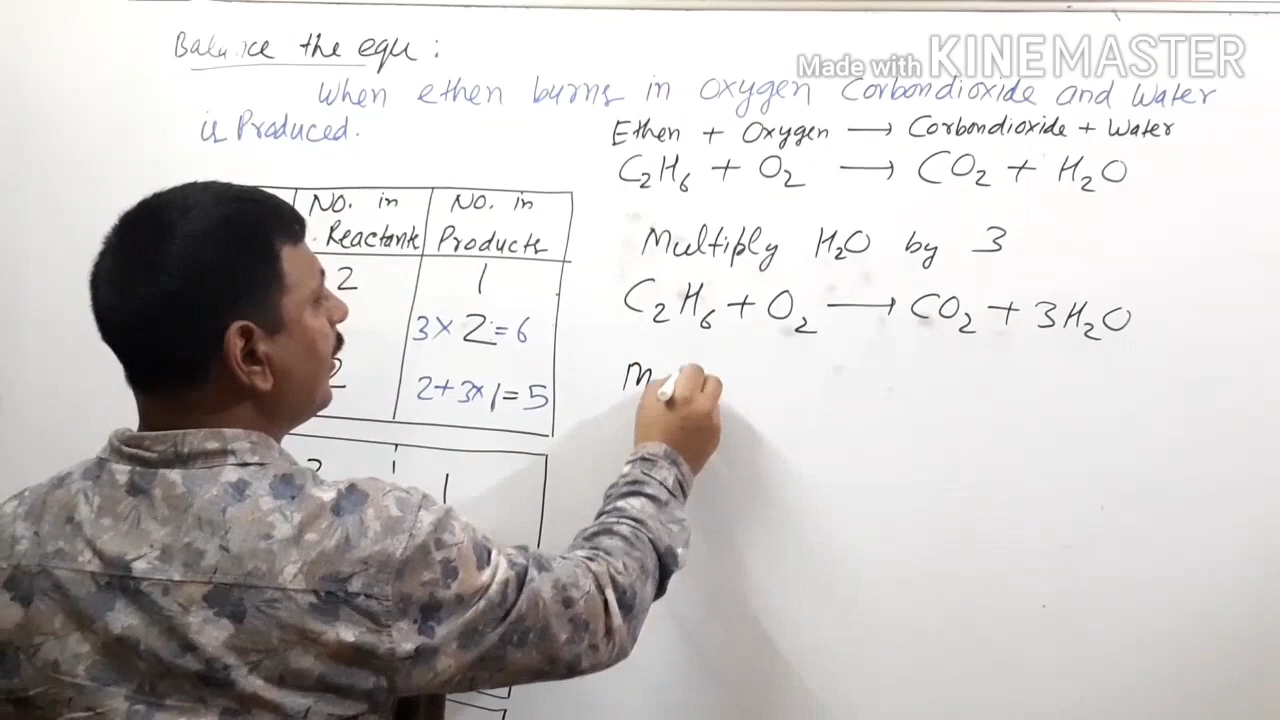 Balance the equ :
When ethen burns in oxygen Corbondioxide and Water
is Produced.
Made with KINEMASTER
Ethen + Oxygen → Corbondioxide + Water
C₂H₆ + O₂ → CO₂ + H₂O
NO. in NO. in
Reactants Products
2 1
3 × 2 = 6
2 2 + 3 × 1 = 5
1
Multiply H₂O by 3
C₂H₆ + O₂ → CO₂ + 3H₂O
M